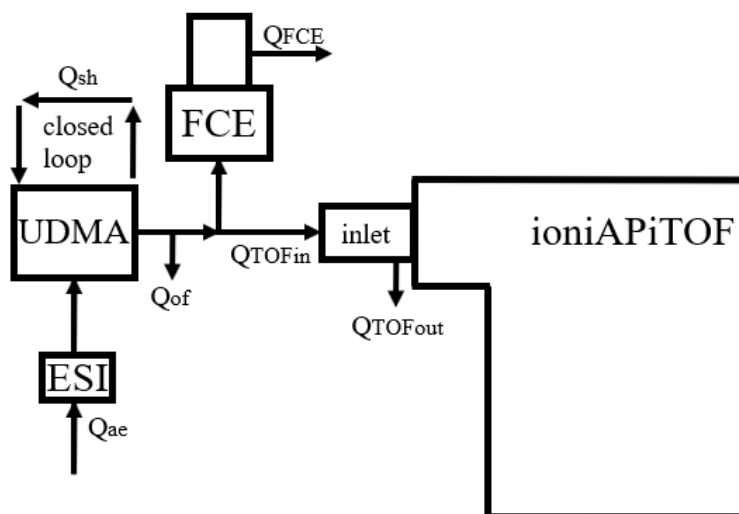 QFCE
Qsh
closed
loop
FCE
UDMA
inlet
ioniAPiTOF
QTOFin
Qof
QTOFout
ESI
Qae